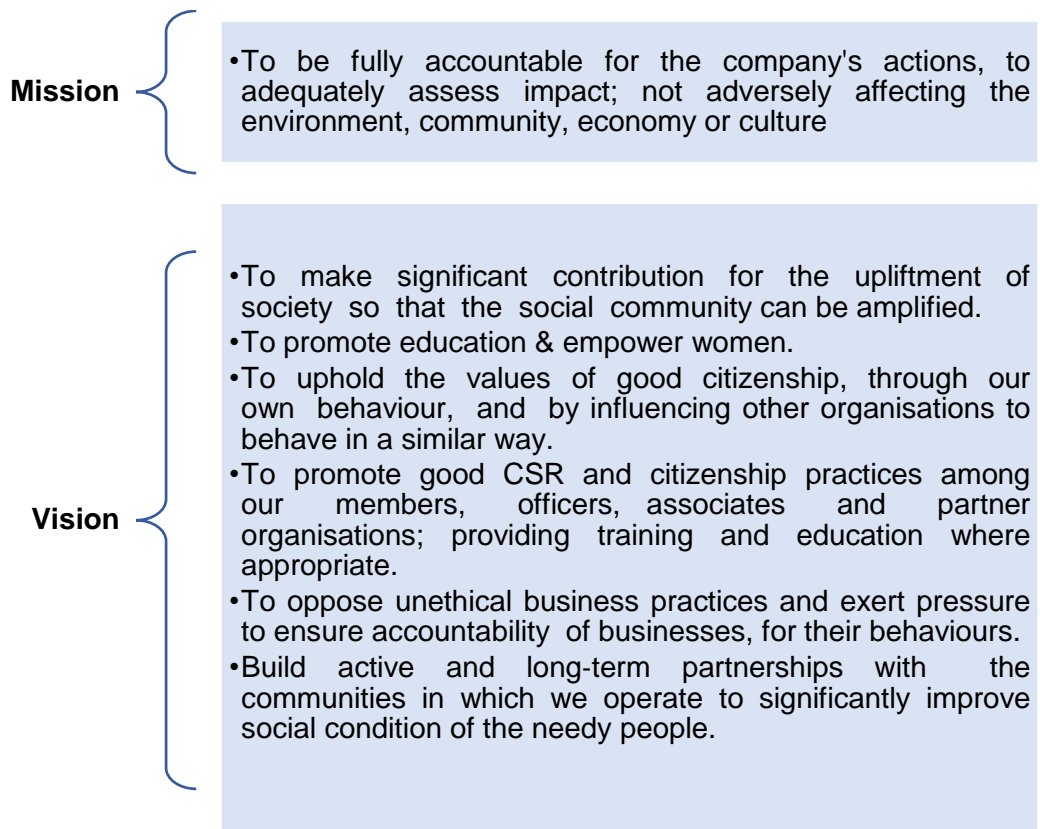 Mission
•To be fully accountable for the company's actions, to
adequately assess impact; not adversely affecting the
environment, community, economy or culture
Vision
•To make significant contribution for the upliftment of
society so that the social community can be amplified.
•To promote education & empower women.
•To uphold the values of good citizenship, through our
own behaviour, and by influencing other organisations to
behave in a similar way.
•To promote good CSR and citizenship practices among
our members, officers, associates and partner
organisations; providing training and education where
appropriate.
•To oppose unethical business practices and exert pressure
to ensure accountability of businesses, for their behaviours.
•Build active and long-term partnerships with the
communities in which we operate to significantly improve
social condition of the needy people.